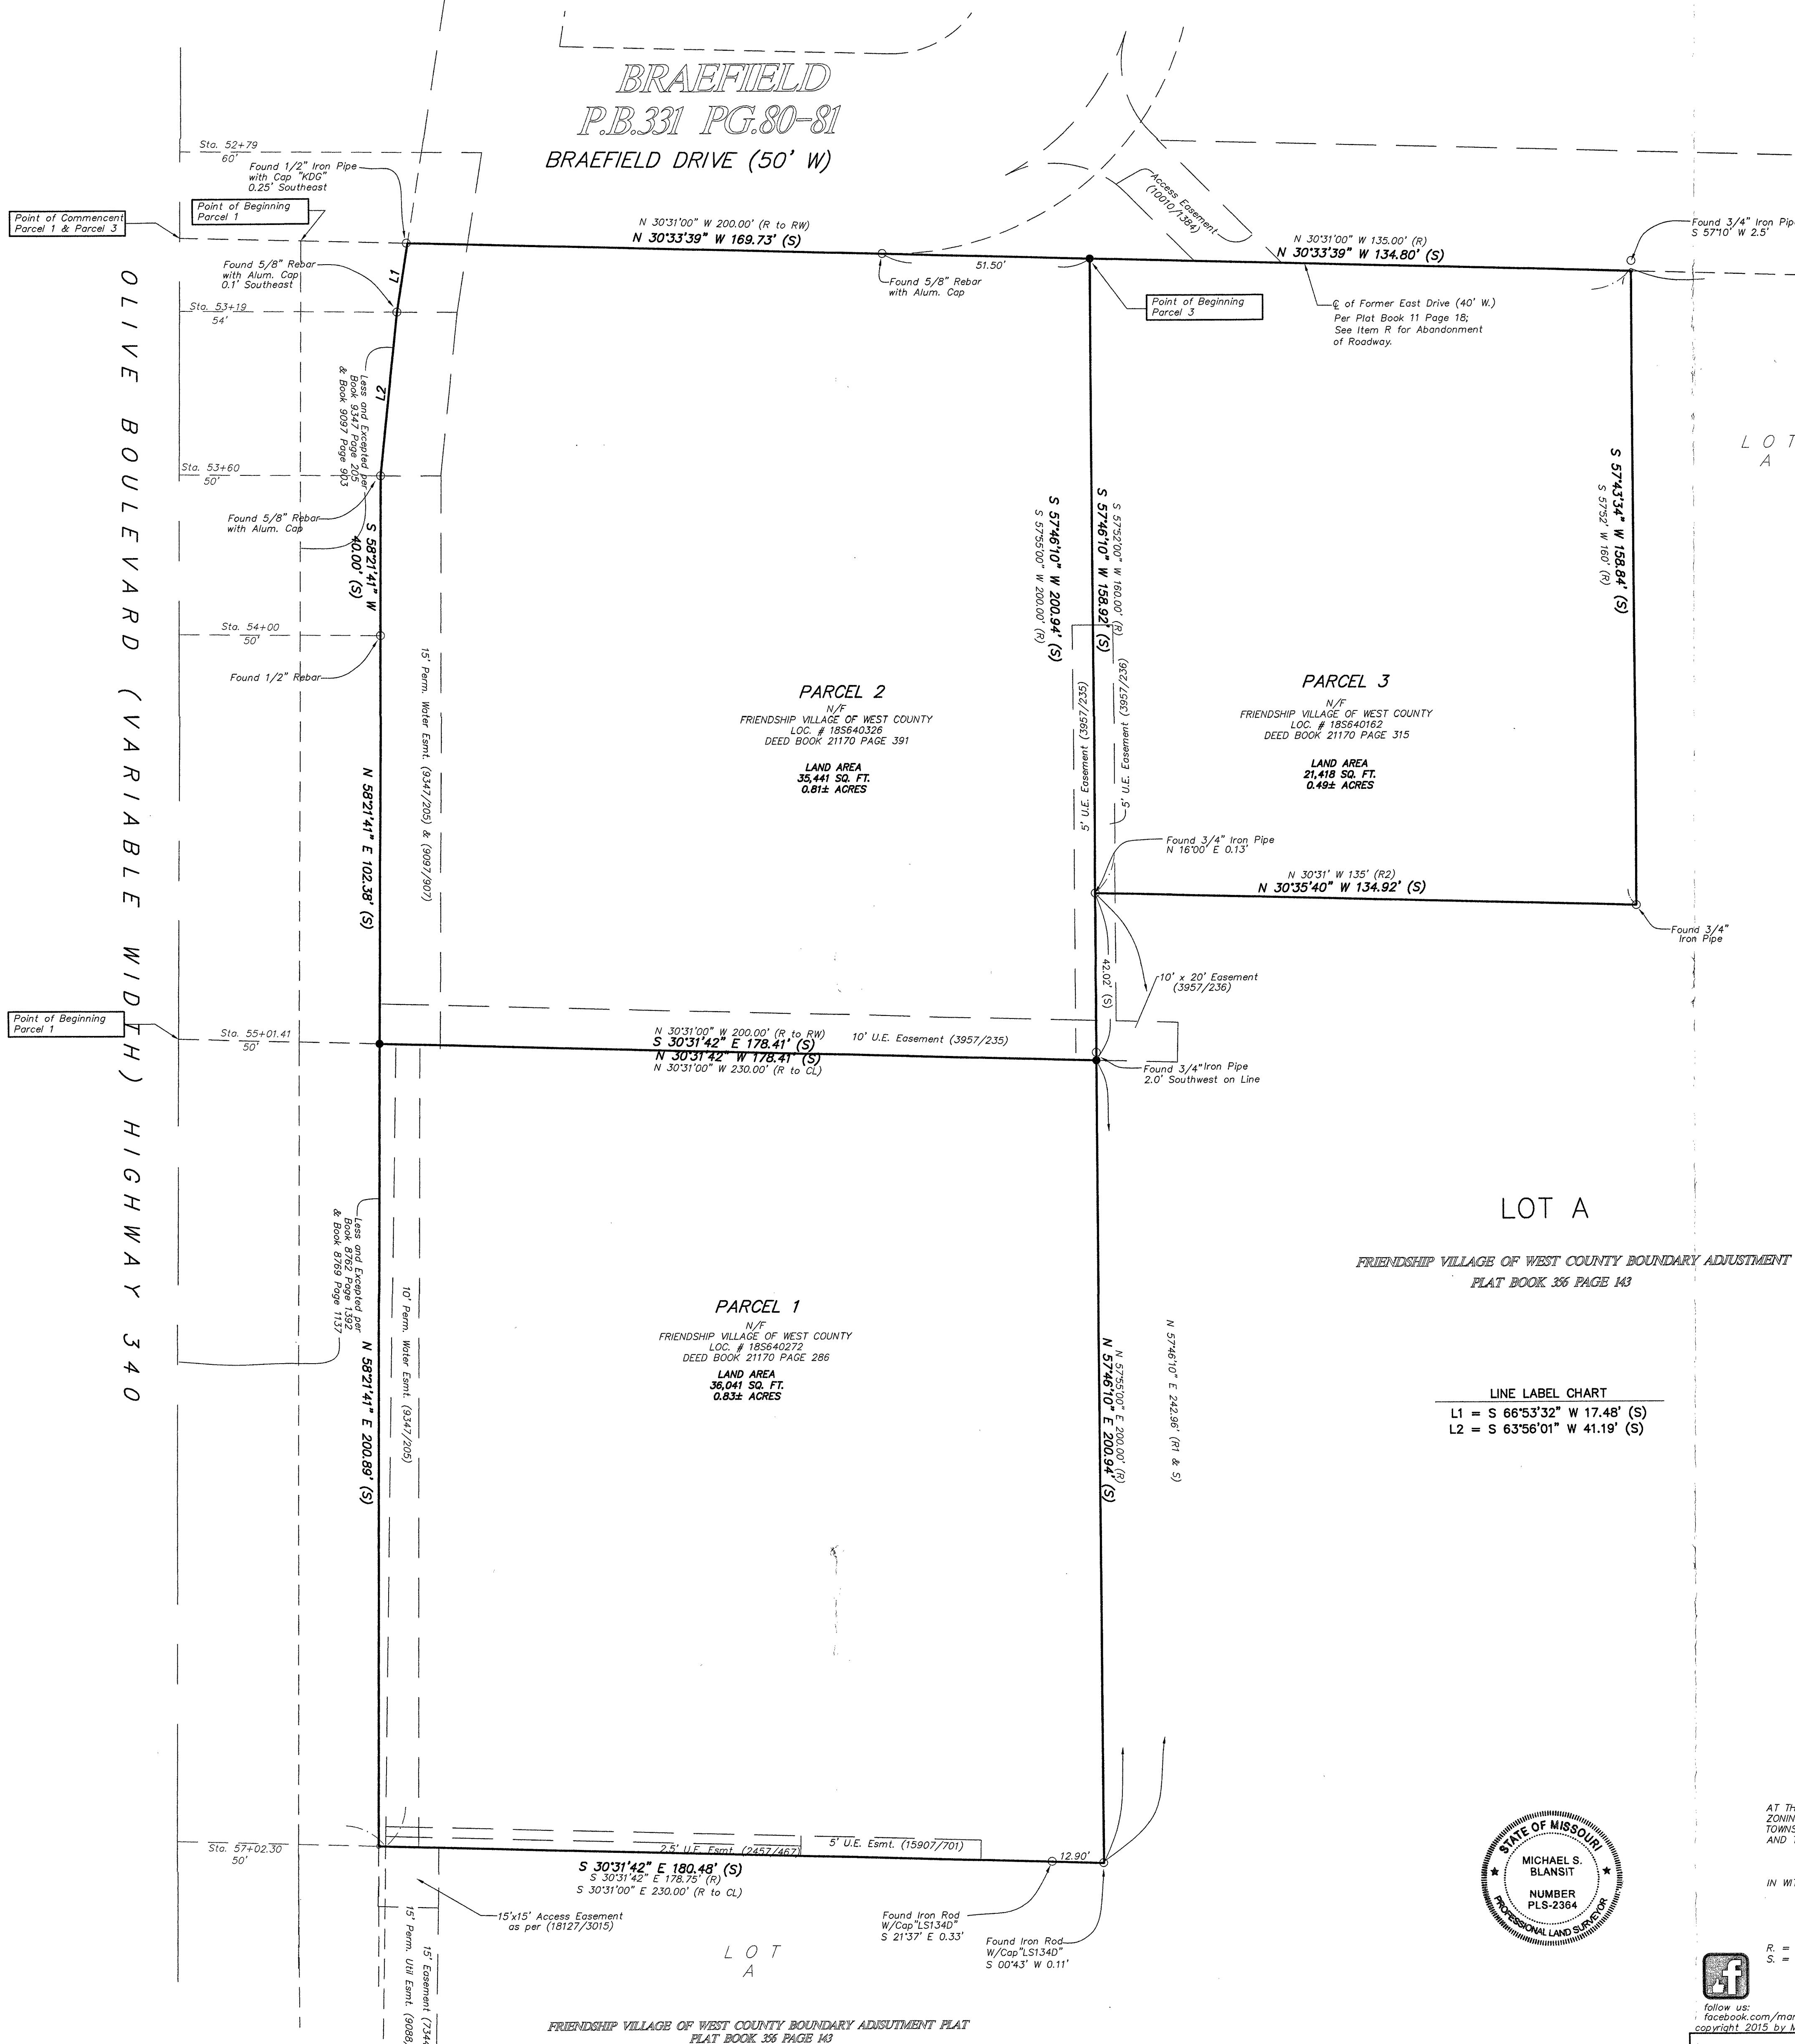 BRAEFIELD
P.B.331 PG.80-81
BRAEFIELD DRIVE (50' W)
Sta. 52+79
60'
Found 1/2" Iron Pipe
with Cap "KDG"
0.25' Southeast
Point of Commencent
Parcel 1 & Parcel 3
Point of Beginning
Parcel 1
N 30°31'00" W 200.00' (R to RW)
N 30°33'39" W 169.73' (S)
Access Easement
(10010/1384)
N 30°31'00" W 135.00' (R)
N 30°33'39" W 134.80' (S)
Found 3/4" Iron Pip
S 57°10' W 2.5'
Found 5/8" Rebar
with Alum. Cap
0.1' Southeast
L1
Found 5/8" Rebar
with Alum. Cap
51.50'
Point of Beginning
Parcel 3
℄ of Former East Drive (40' W.)
Per Plat Book 11 Page 18;
See Item R for Abandonment
of Roadway.
Sta. 53+19
54'
L2
Less and Excepted per
Book 9347 Page 205
& Book 9097 Page 903
Sta. 53+60
50'
Found 5/8" Rebar
with Alum. Cap
S 58°21'41" W
40.00' (S)
Sta. 54+00
50'
Found 1/2" Rebar
OLIVE BOULEVARD (VARIABLE WIDTH) HIGHWAY 340
15' Perm. Water Esmt. (9347/205) & (9097/907)
N 58°21'41" E 102.38' (S)
S 57°46'10" W 200.94' (S)
S 57°55'00" W 200.00' (R)
S 57°52'00" W 160.00' (R)
S 57°46'10" W 158.92' (S)
S 57°43'34" W 158.84' (S)
S 57°52' W 160' (R)
LOT
A
PARCEL 2
N/F
FRIENDSHIP VILLAGE OF WEST COUNTY
LOC. # 18S640326
DEED BOOK 21170 PAGE 391
LAND AREA
35,441 SQ. FT.
0.81± ACRES
PARCEL 3
N/F
FRIENDSHIP VILLAGE OF WEST COUNTY
LOC. # 18S640162
DEED BOOK 21170 PAGE 315
LAND AREA
21,418 SQ. FT.
0.49± ACRES
5' U.E. Easement (3957/235)
5' U.E. Easement (3957/236)
Found 3/4" Iron Pipe
N 16°00' E 0.13'
N 30°31' W 135' (R2)
N 30°35'40" W 134.92' (S)
Found 3/4"
Iron Pipe
42.02' (S)
10' x 20' Easement
(3957/236)
Point of Beginning
Parcel 1
Sta. 55+01.41
50'
N 30°31'00" W 200.00' (R to RW)
S 30°31'42" E 178.41' (S)
N 30°31'42" W 178.41' (S)
N 30°31'00" W 230.00' (R to CL)
10' U.E. Easement (3957/235)
Found 3/4" Iron Pipe
2.0' Southwest on Line
LOT A
FRIENDSHIP VILLAGE OF WEST COUNTY BOUNDARY ADJUSTMENT
PLAT BOOK 356 PAGE 143
Less and Excepted per
Book 8762 Page 1392
& Book 8769 Page 1137
N 58°21'41" E 200.89' (S)
10' Perm. Water Esmt. (9347/205)
PARCEL 1
N/F
FRIENDSHIP VILLAGE OF WEST COUNTY
LOC. # 18S640272
DEED BOOK 21170 PAGE 286
LAND AREA
36,041 SQ. FT.
0.83± ACRES
N 57°55'00" E 200.00' (R)
N 57°46'10" E 200.94' (S)
N 57°46'10" E 242.96' (R1 & S)
LINE LABEL CHART
L1 = S 66°53'32" W 17.48' (S)
L2 = S 63°56'01" W 41.19' (S)
Sta. 57+02.30
50'
2.5' U.E. Esmt. (2457/467)
5' U.E. Esmt. (15907/701)
12.90'
S 30°31'42" E 180.48' (S)
S 30°31'42" E 178.75' (R)
S 30°31'00" E 230.00' (R to CL)
15'x15' Access Easement
as per (18127/3015)
Found Iron Rod
W/Cap"LS134D"
S 21°37' E 0.33'
Found Iron Rod
W/Cap"LS134D"
S 00°43' W 0.11'
15' Perm. Util Esmt. (9088
15' Easement (7344
LOT
A
FRIENDSHIP VILLAGE OF WEST COUNTY BOUNDARY ADJSUTMENT PLAT
PLAT BOOK 356 PAGE 143
STATE OF MISSOURI
MICHAEL S.
BLANSIT
NUMBER
PLS-2364
PROFESSIONAL LAND SURVEYOR
AT TH
ZONIN
TOWNS
AND
IN WIT
R. =
S. =
f
follow us:
facebook.com/mar
copyright 2015 by M